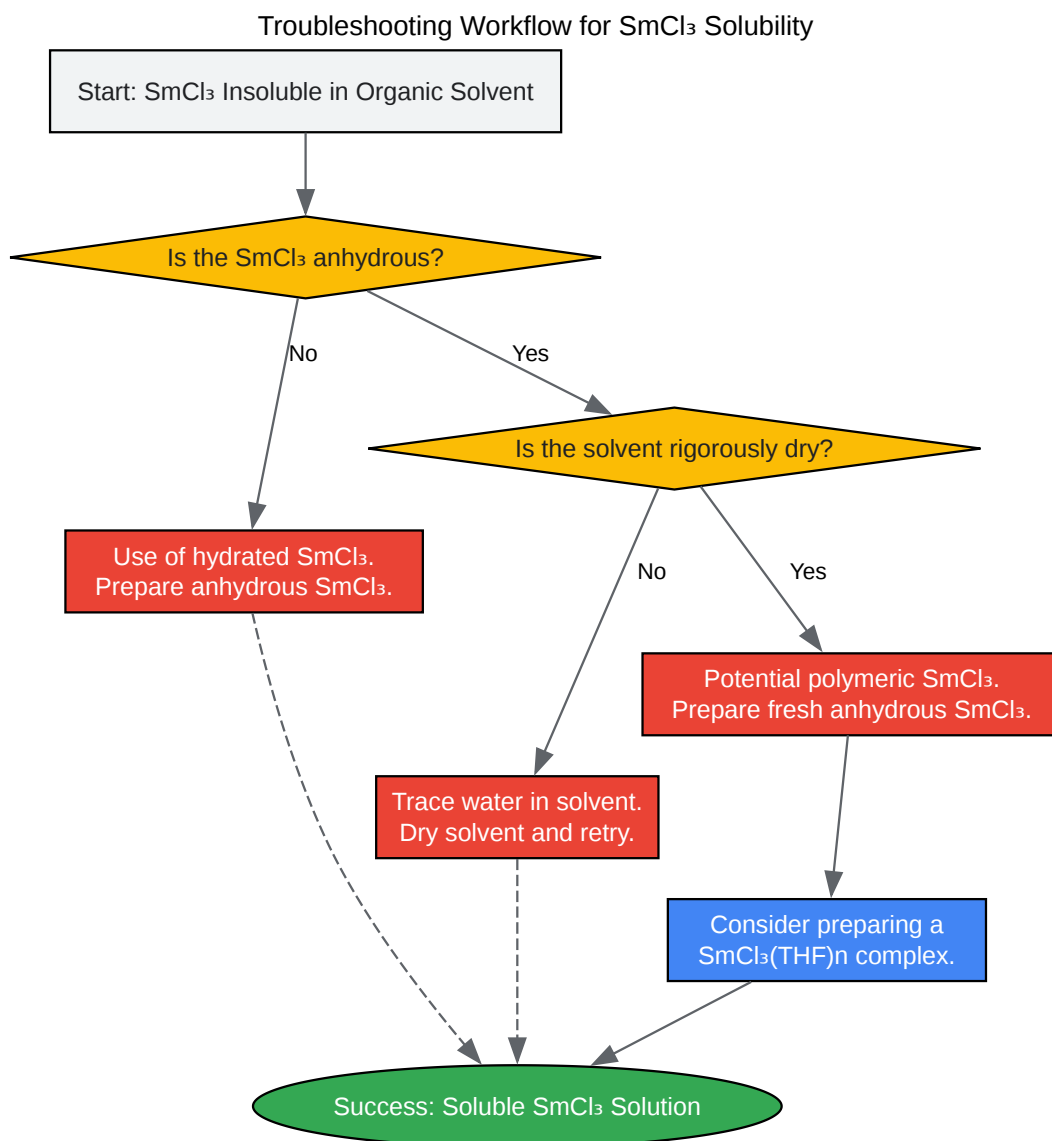 Troubleshooting Workflow for SmCl₃ Solubility
Start: SmCl₃ Insoluble in Organic Solvent
Is the SmCl₃ anhydrous?
No
Yes
Is the solvent rigorously dry?
Use of hydrated SmCl₃.
Prepare anhydrous SmCl₃.
No
Yes
Potential polymeric SmCl₃.
Prepare fresh anhydrous SmCl₃.
Trace water in solvent.
Dry solvent and retry.
Consider preparing a
SmCl₃(THF)n complex.
Success: Soluble SmCl₃ Solution